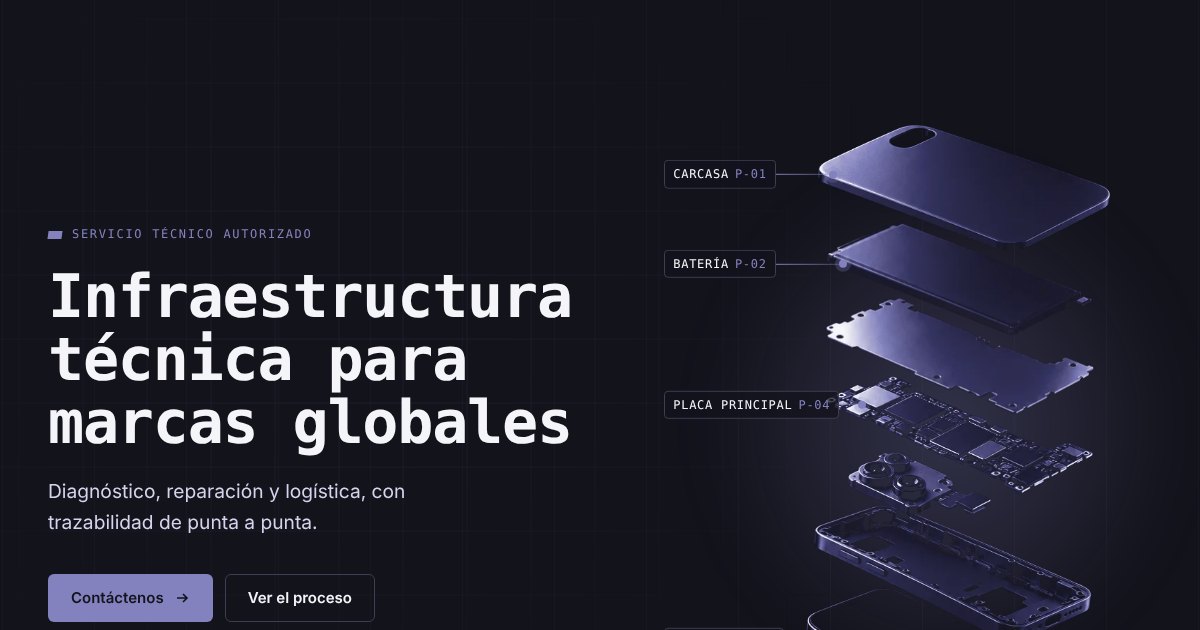 SERVICIO TÉCNICO AUTORIZADO
Infraestructura
técnica para
marcas globales
Diagnóstico, reparación y logística, con
trazabilidad de punta a punta.
Contáctenos →
Ver el proceso
CARCASA P-01
BATERÍA P-02
PLACA PRINCIPAL P-04